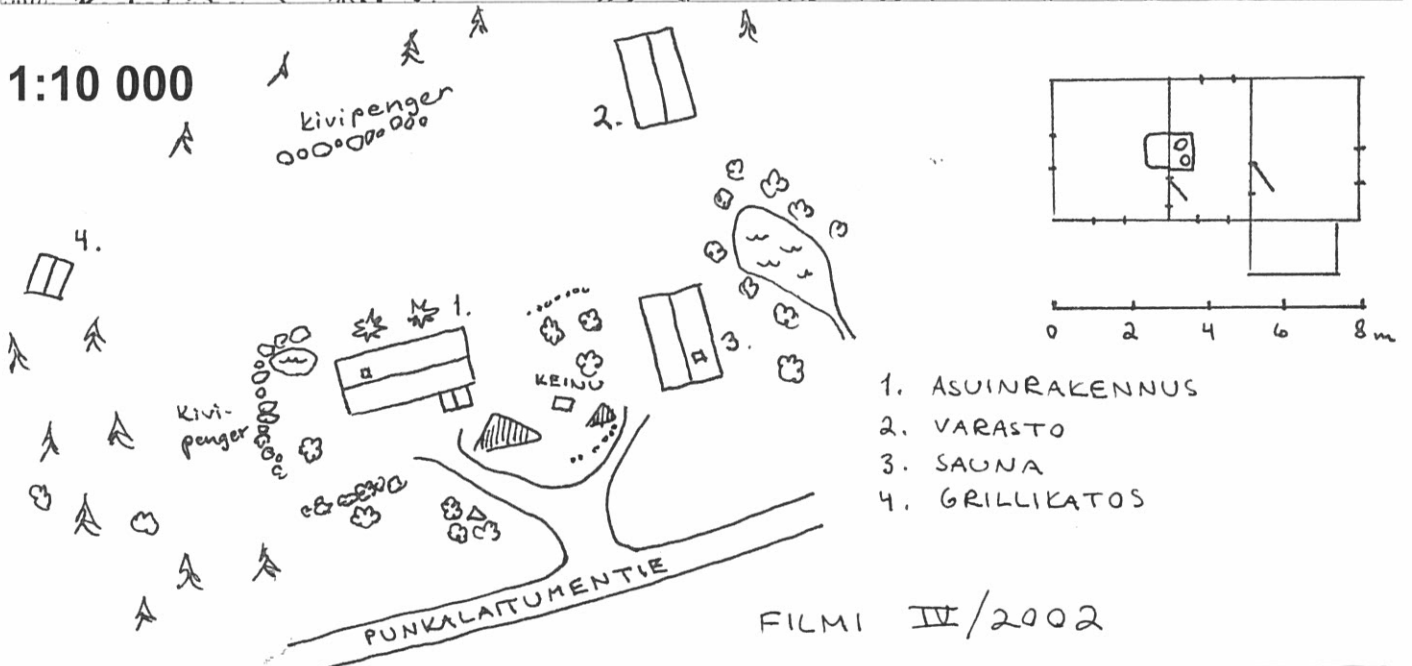 1:10 000
kivipenger
2.
4.
1.
3.
KEINU
Kivi-
penger
0 2 4 6 8 m
1. ASUINRAKENNUS
2. VARASTO
3. SAUNA
4. GRILLIKATOS
PUNKALAITUMENTIE
FILMI IV/2002